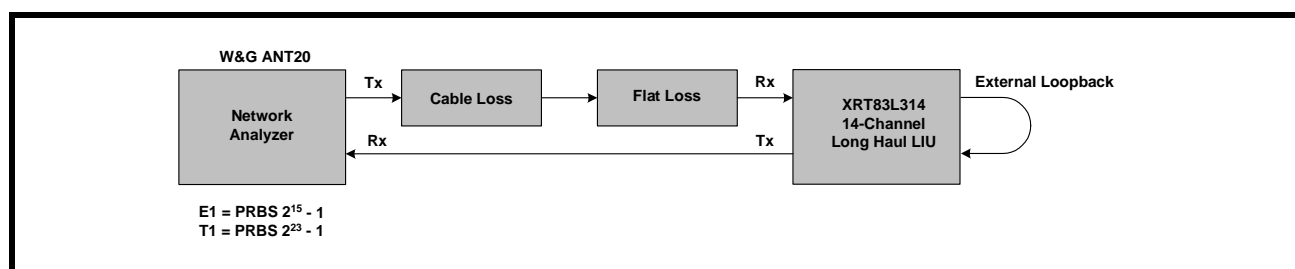 W&G ANT20
Network
Analyzer
Tx
Cable Loss
Flat Loss
Rx
XRT83L314
14-Channel
Long Haul LIU
External Loopback
Rx
Tx
E1 = PRBS 2¹⁵ - 1
T1 = PRBS 2²³ - 1